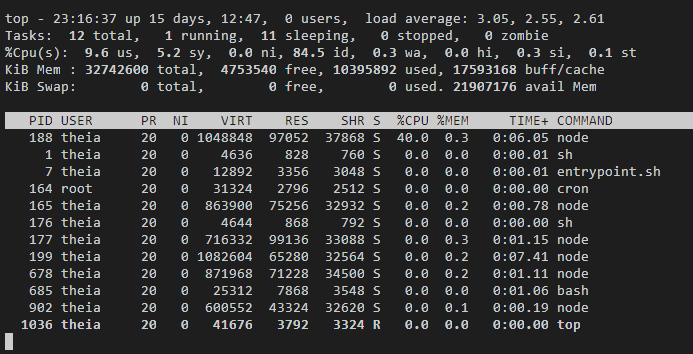 top - 23:16:37 up 15 days, 12:47,  0 users,  load average: 3.05, 2.55, 2.61
Tasks:  12 total,   1 running,  11 sleeping,   0 stopped,   0 zombie
%Cpu(s):  9.6 us,  5.2 sy,  0.0 ni, 84.5 id,  0.3 wa,  0.0 hi,  0.3 si,  0.1 st
KiB Mem : 32742600 total,  4753540 free, 10395892 used, 17593168 buff/cache
KiB Swap:        0 total,        0 free,        0 used. 21907176 avail Mem
PID USER      PR  NI    VIRT    RES    SHR S  %CPU %MEM     TIME+ COMMAND
188 theia     20   0 1048848  97052  37868 S  40.0  0.3   0:06.05 node
1 theia     20   0    4636    828    760 S   0.0  0.0   0:00.01 sh
7 theia     20   0   12892   3356   3048 S   0.0  0.0   0:00.01 entrypoint.sh
164 root      20   0   31324   2796   2512 S   0.0  0.0   0:00.00 cron
165 theia     20   0  863900  75256  32932 S   0.0  0.2   0:00.78 node
176 theia     20   0    4644    868    792 S   0.0  0.0   0:00.00 sh
177 theia     20   0  716332  99136  33088 S   0.0  0.3   0:01.15 node
199 theia     20   0 1082604  65280  32564 S   0.0  0.2   0:07.41 node
678 theia     20   0  871968  71228  34500 S   0.0  0.2   0:01.11 node
685 theia     20   0   25312   7868   3548 S   0.0  0.0   0:01.06 bash
902 theia     20   0  600552  43324  32620 S   0.0  0.1   0:00.19 node
1036 theia     20   0   41676   3792   3324 R   0.0  0.0   0:00.00 top